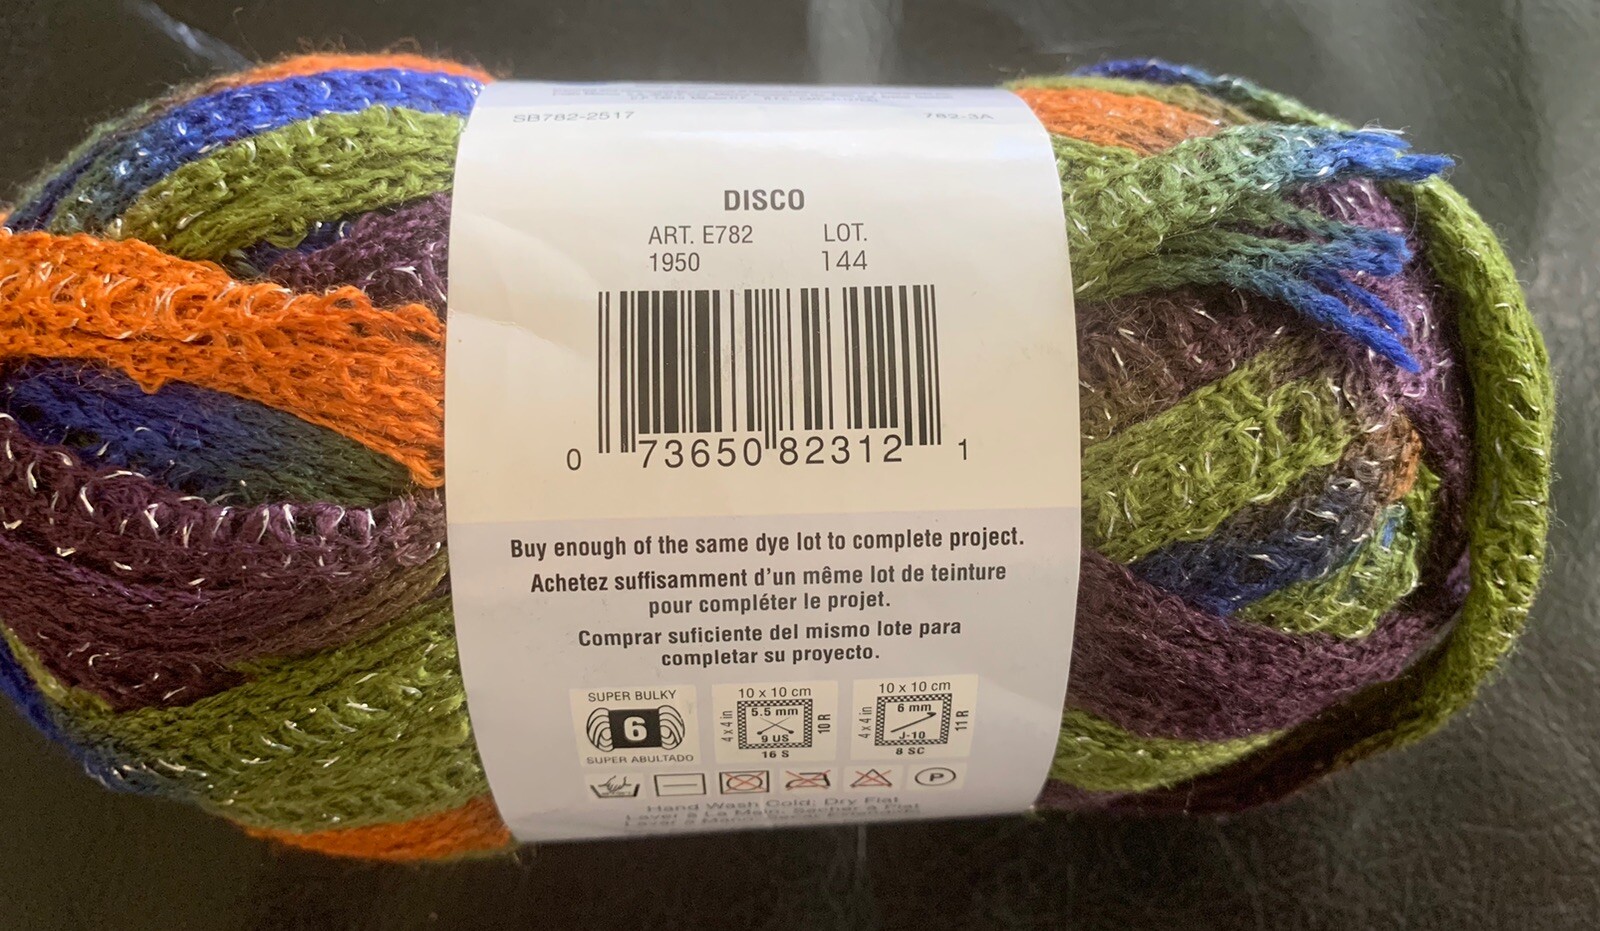 SB782-2517 782-3A
DISCO
ART. E782 LOT.
1950 144
0 73650 82312 1
Buy enough of the same dye lot to complete project.
Achetez suffisamment d'un même lot de teinture
pour compléter le projet.
Comprar suficiente del mismo lote para
completar su proyecto.
SUPER BULKY
6
SUPER ABULTADO
10 x 10 cm
4 x 4 in
5.5 mm
9 US
10 R
16 S
10 x 10 cm
4 x 4 in
6 mm
J-10
11 R
8 SC
P
Hand Wash Cold; Dry Flat